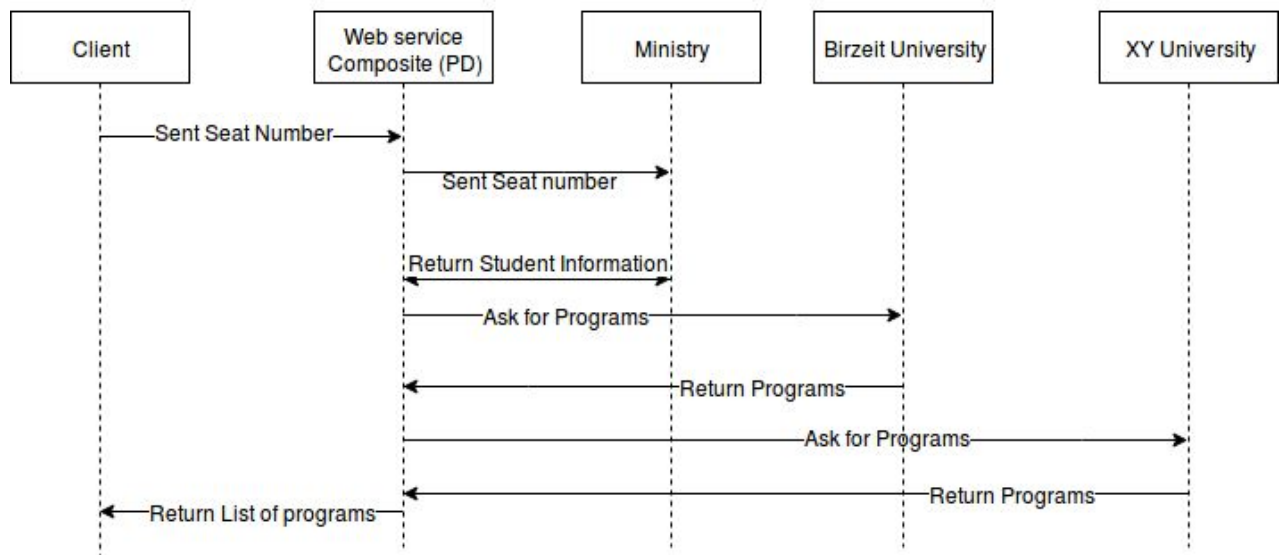 Client
Web service
Composite (PD)
Ministry
Birzeit University
XY University
Sent Seat Number
Sent Seat number
Return Student Information
Ask for Programs
Return Programs
Ask for Programs
Return Programs
Return List of programs